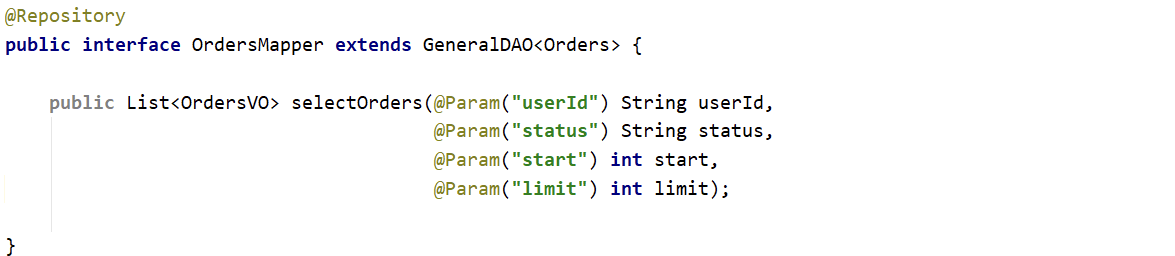 @Repository
public interface OrdersMapper extends GeneralDAO<Orders> {
public List<OrdersVO> selectOrders(@Param("userId") String userId,
@Param("status") String status,
@Param("start") int start,
@Param("limit") int limit);
}